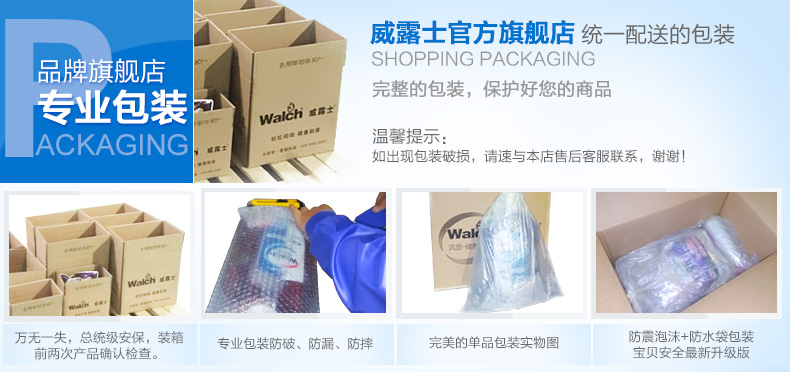 品牌旗舰店
专业包装
PACKAGING
威露士官方旗舰店 统一配送的包装
SHOPPING PACKAGING
完整的包装，保护好您的商品
温馨提示：
如出现包装破损，请速与本店售后客服联系，谢谢！
Walch 威露士
Walch 威露士
Walch
万无一失，总统级安保，装箱
前两次产品确认检查。
专业包装防破、防漏、防摔
完美的单品包装实物图
防震泡沫+防水袋包装
宝贝安全最新升级版